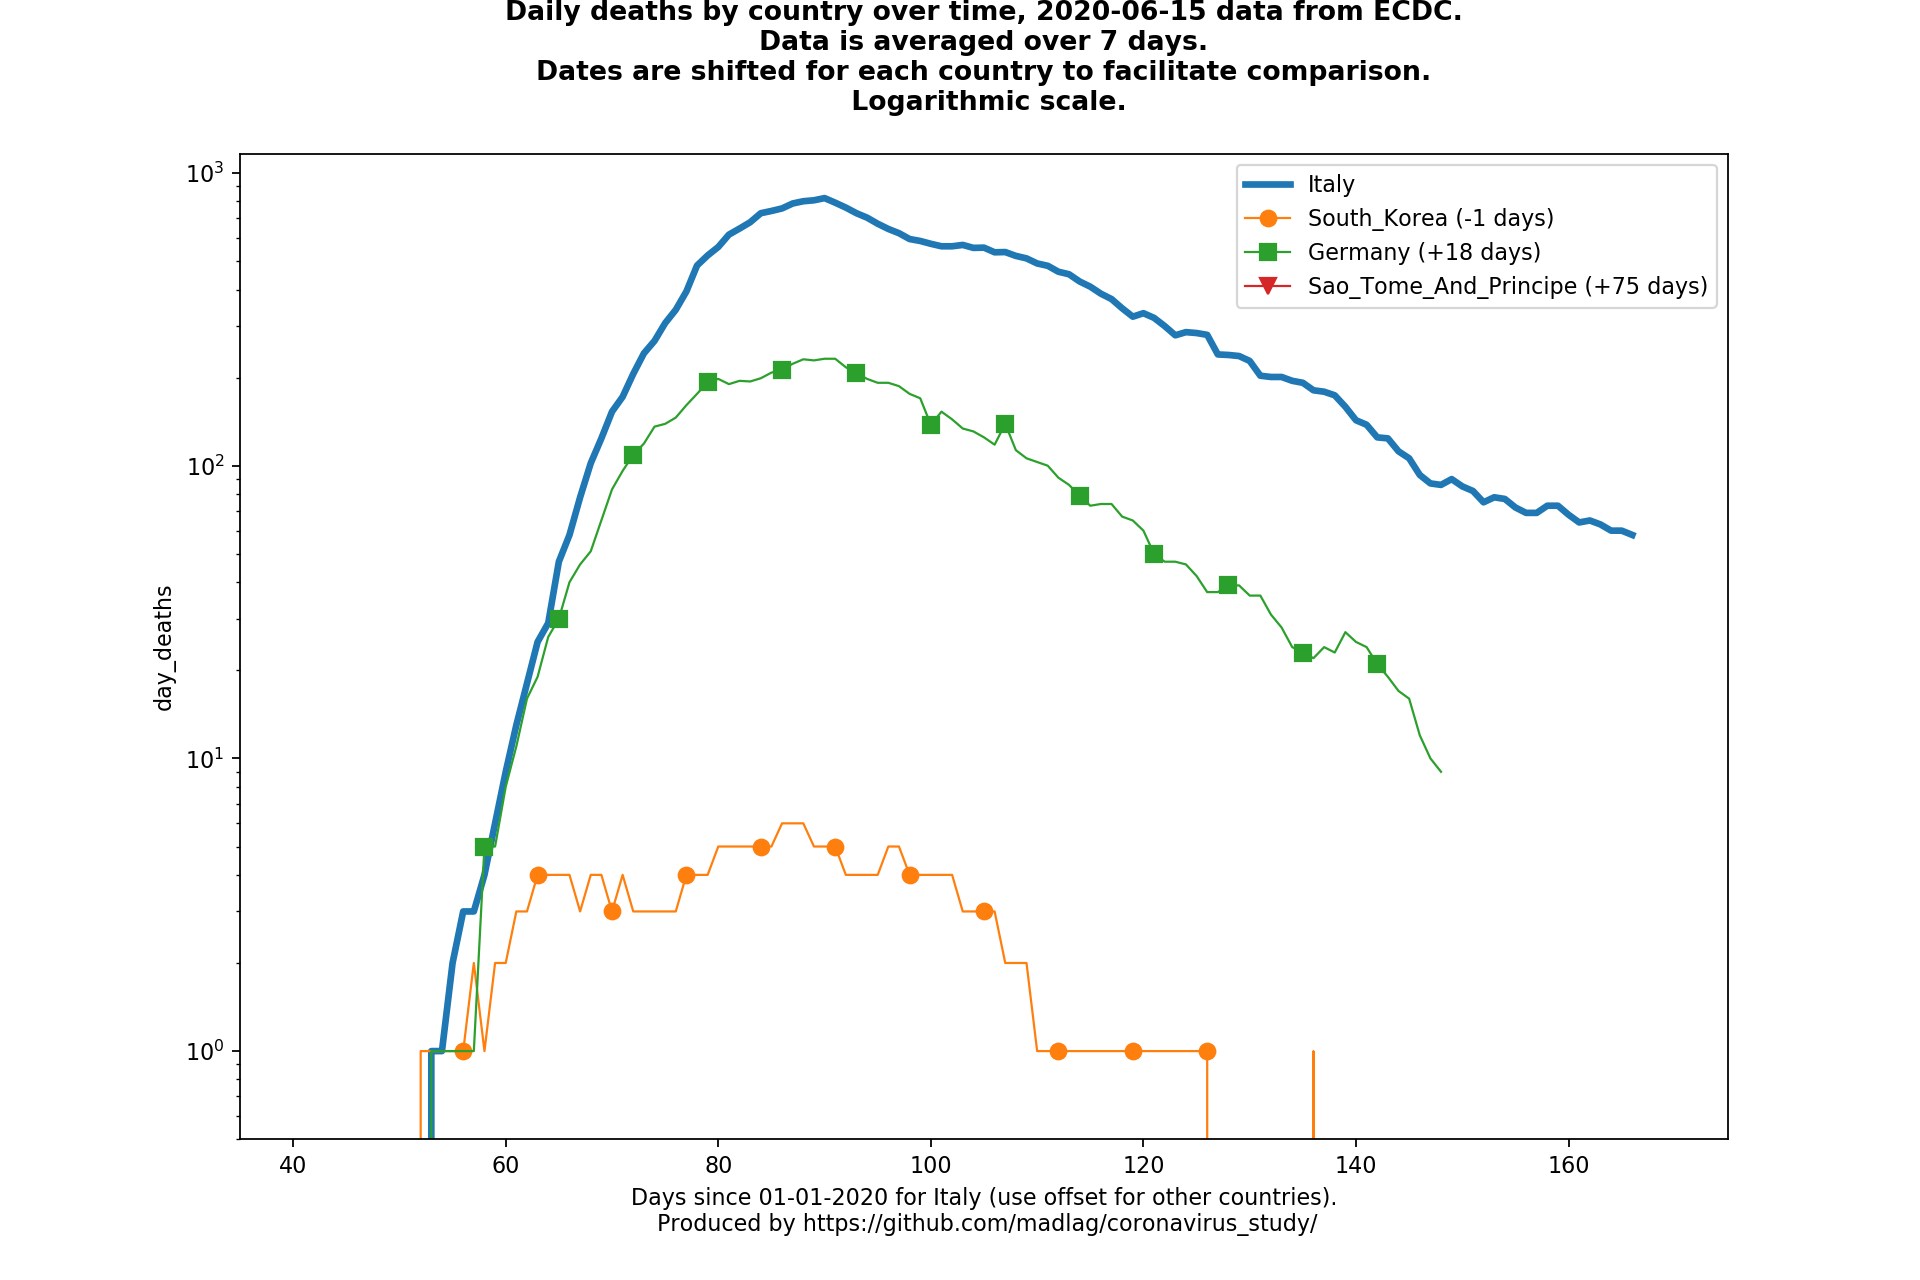 Daily deaths by country over time, 2020-06-15 data from ECDC.
Data is averaged over 7 days.
Dates are shifted for each country to facilitate comparison.
Logarithmic scale.
10³
10²
10¹
10⁰
day_deaths
Italy
South_Korea (-1 days)
Germany (+18 days)
Sao_Tome_And_Principe (+75 days)
40 60 80 100 120 140 160
Days since 01-01-2020 for Italy (use offset for other countries).
Produced by https://github.com/madlag/coronavirus_study/